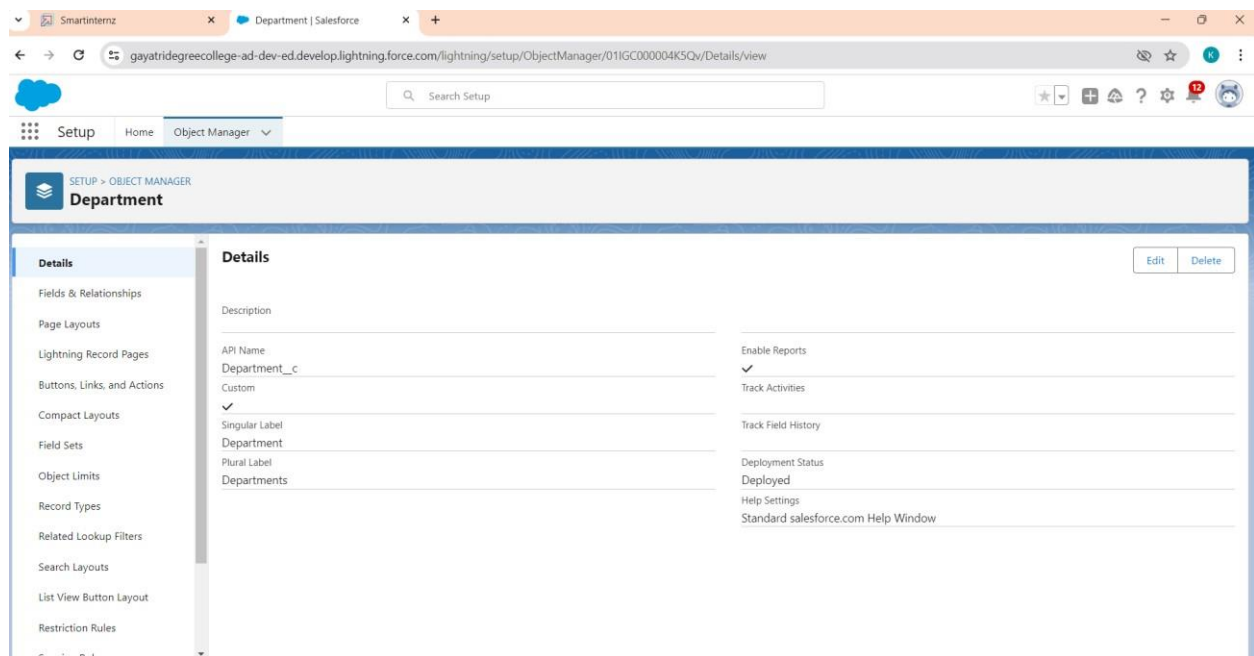 Smartinternz
Department | Salesforce
gayatridegreecollege-ad-dev-ed.develop.lightning.force.com/lightning/setup/ObjectManager/01IGC000004K5Qv/Details/view
K
Search Setup
12
Setup Home Object Manager
SETUP > OBJECT MANAGER
Department
Details
Fields & Relationships
Page Layouts
Lightning Record Pages
Buttons, Links, and Actions
Compact Layouts
Field Sets
Object Limits
Record Types
Related Lookup Filters
Search Layouts
List View Button Layout
Restriction Rules
Details
Edit Delete
Description
API Name
Department__c
Custom
Singular Label
Department
Plural Label
Departments
Enable Reports
Track Activities
Track Field History
Deployment Status
Deployed
Help Settings
Standard salesforce.com Help Window